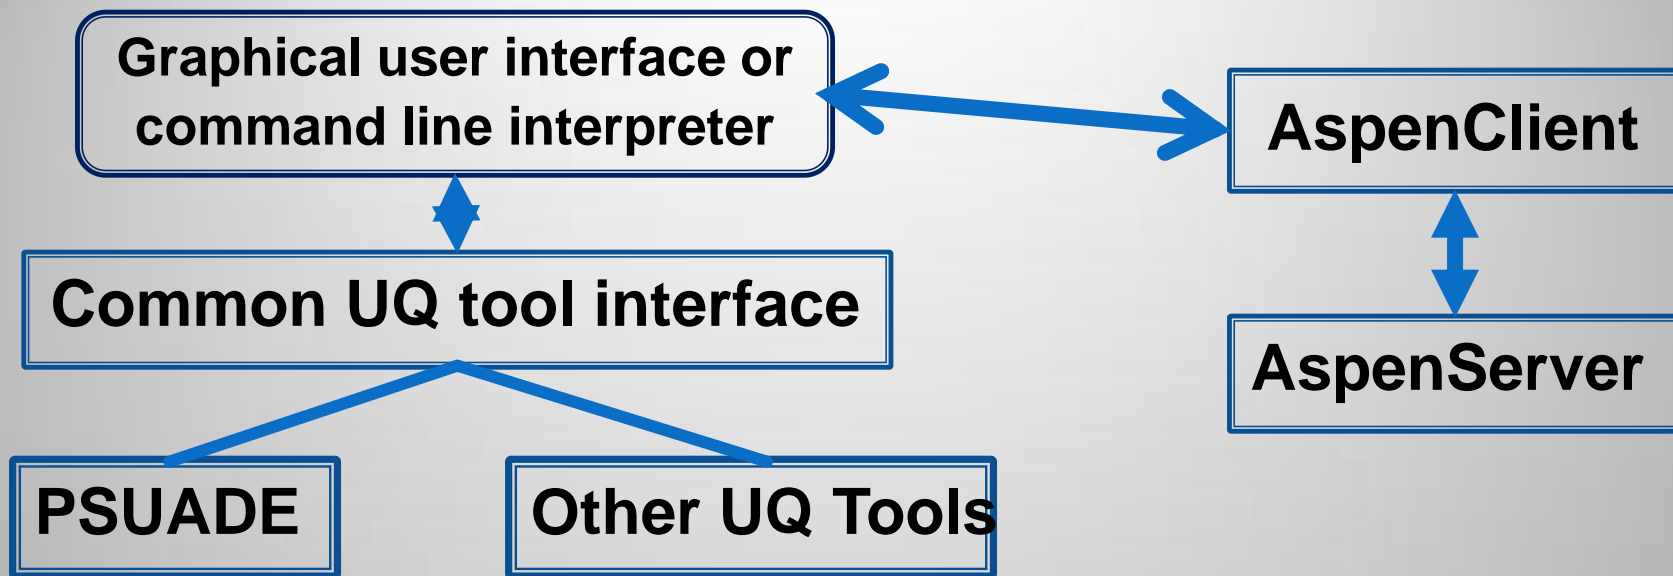 Graphical user interface or
command line interpreter
AspenClient
Common UQ tool interface
AspenServer
PSUADE
Other UQ Tools